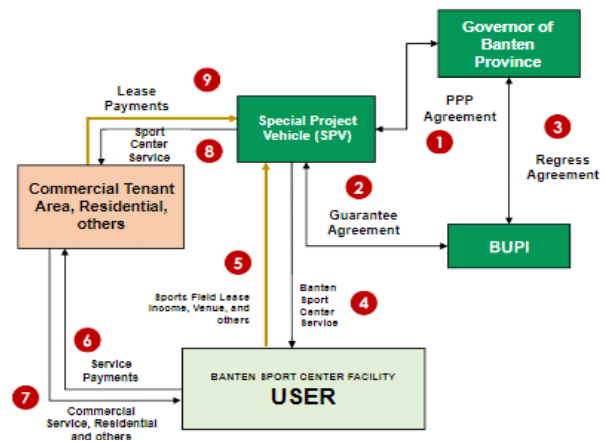 Governor of
Banten
Province
9
Lease
Payments
Special Project
Vehicle (SPV)
PPP
Agreement
1
3
Regress
Agreement
Sport
Center
Service
8
2
Guarantee
Agreement
Commercial Tenant
Area, Residential,
others
BUPI
5
Sports Field Lease
Income, Venue, and
others
Banten
Sport
Center
Service
4
6
Service
Payments
7
Commercial
Service, Residential
and others
BANTEN SPORT CENTER FACILITY
USER